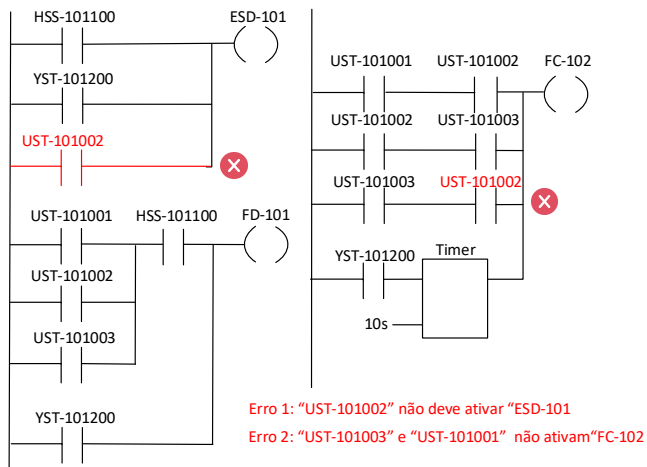 HSS-101100
ESD-101
YST-101200
UST-101002
UST-101001
HSS-101100
FD-101
UST-101002
UST-101003
YST-101200
UST-101001
UST-101002
FC-102
UST-101002
UST-101003
UST-101003
UST-101002
YST-101200
Timer
10s
Erro 1: “UST-101002” não deve ativar “ESD-101
Erro 2: “UST-101003” e “UST-101001”  não ativam“FC-102